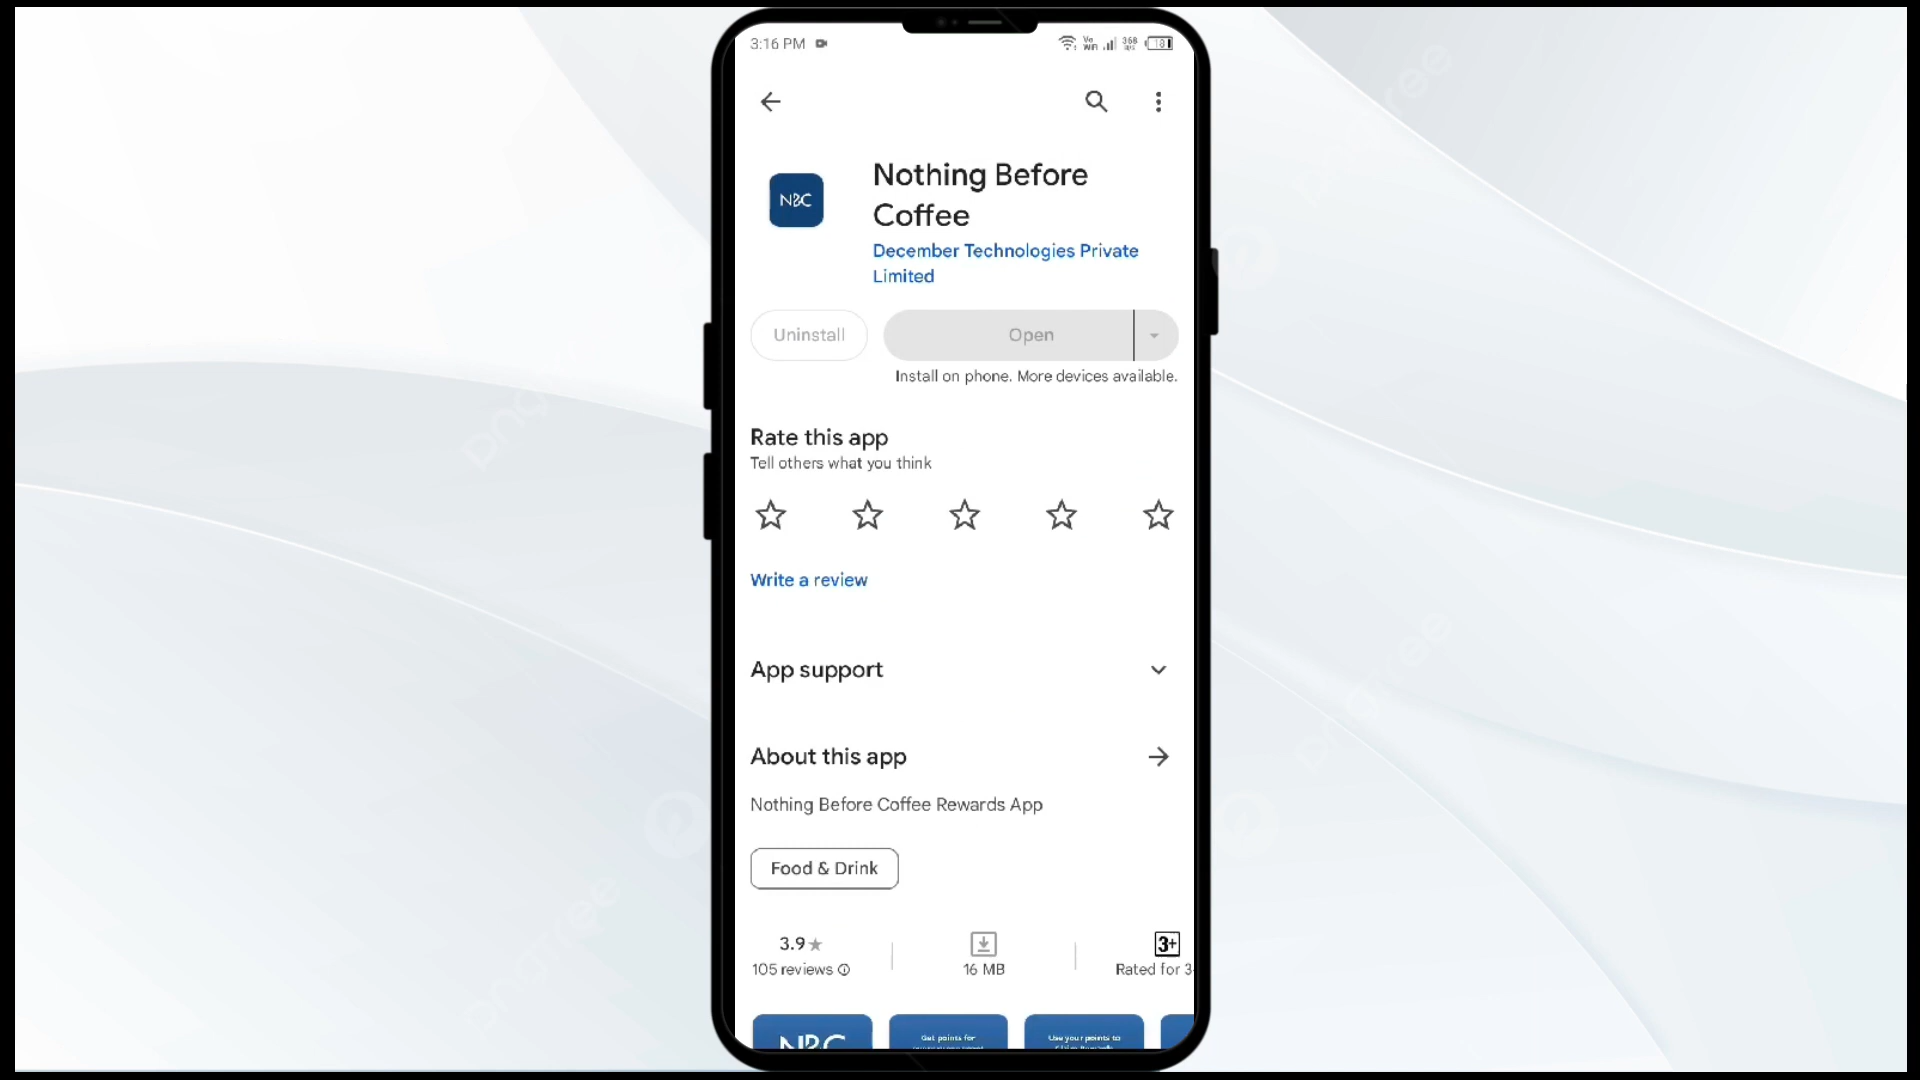 3:16 PM
Nothing Before
Coffee
NBC
December Technologies Private
Limited
Uninstall
Open
Install on phone. More devices available.
Rate this app
Tell others what you think
Write a review
App support
About this app
Nothing Before Coffee Rewards App
Food & Drink
3.9★
105 reviews
16 MB
3+
Rated for 3
NBC
Get points for
Use your points to